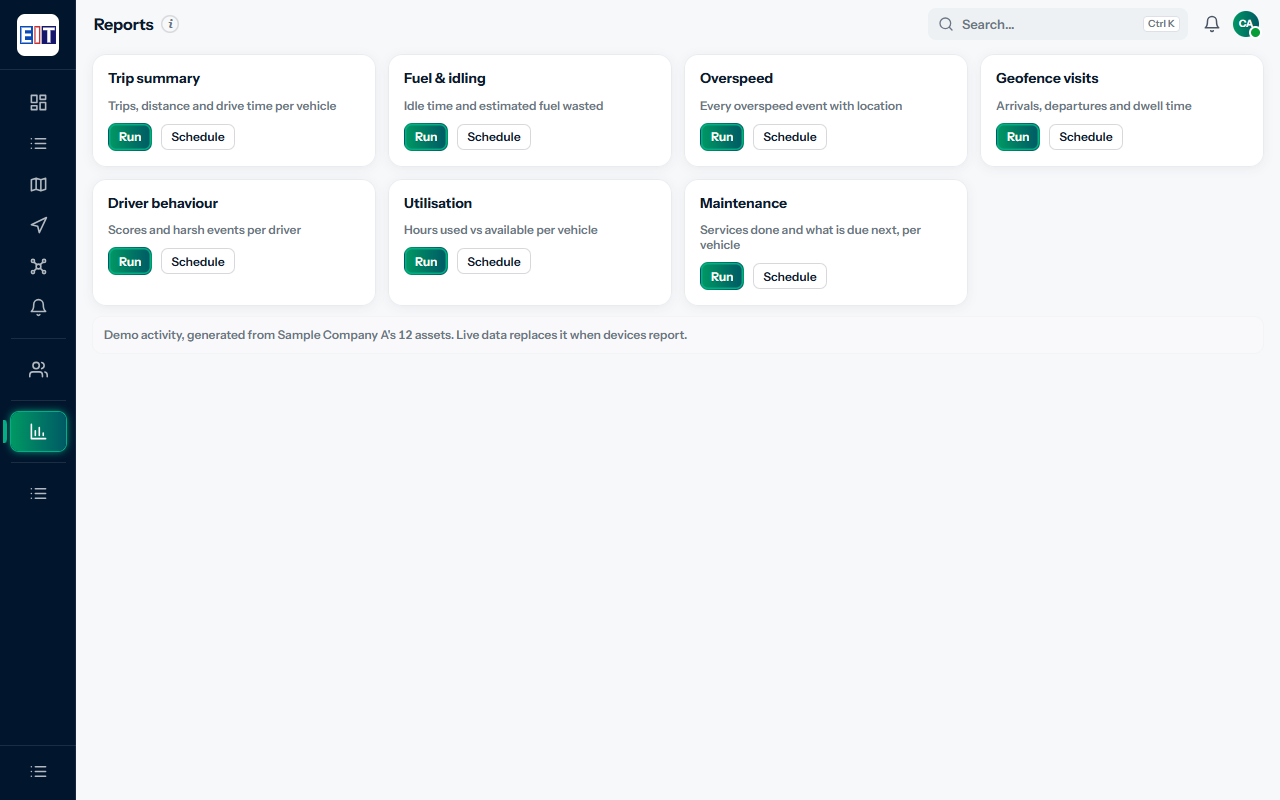 EIT
Reports
Search...
Ctrl K
CA
Trip summary
Trips, distance and drive time per vehicle
Run
Schedule
Fuel & idling
Idle time and estimated fuel wasted
Run
Schedule
Overspeed
Every overspeed event with location
Run
Schedule
Geofence visits
Arrivals, departures and dwell time
Run
Schedule
Driver behaviour
Scores and harsh events per driver
Run
Schedule
Utilisation
Hours used vs available per vehicle
Run
Schedule
Maintenance
Services done and what is due next, per
vehicle
Run
Schedule
Demo activity, generated from Sample Company A's 12 assets. Live data replaces it when devices report.